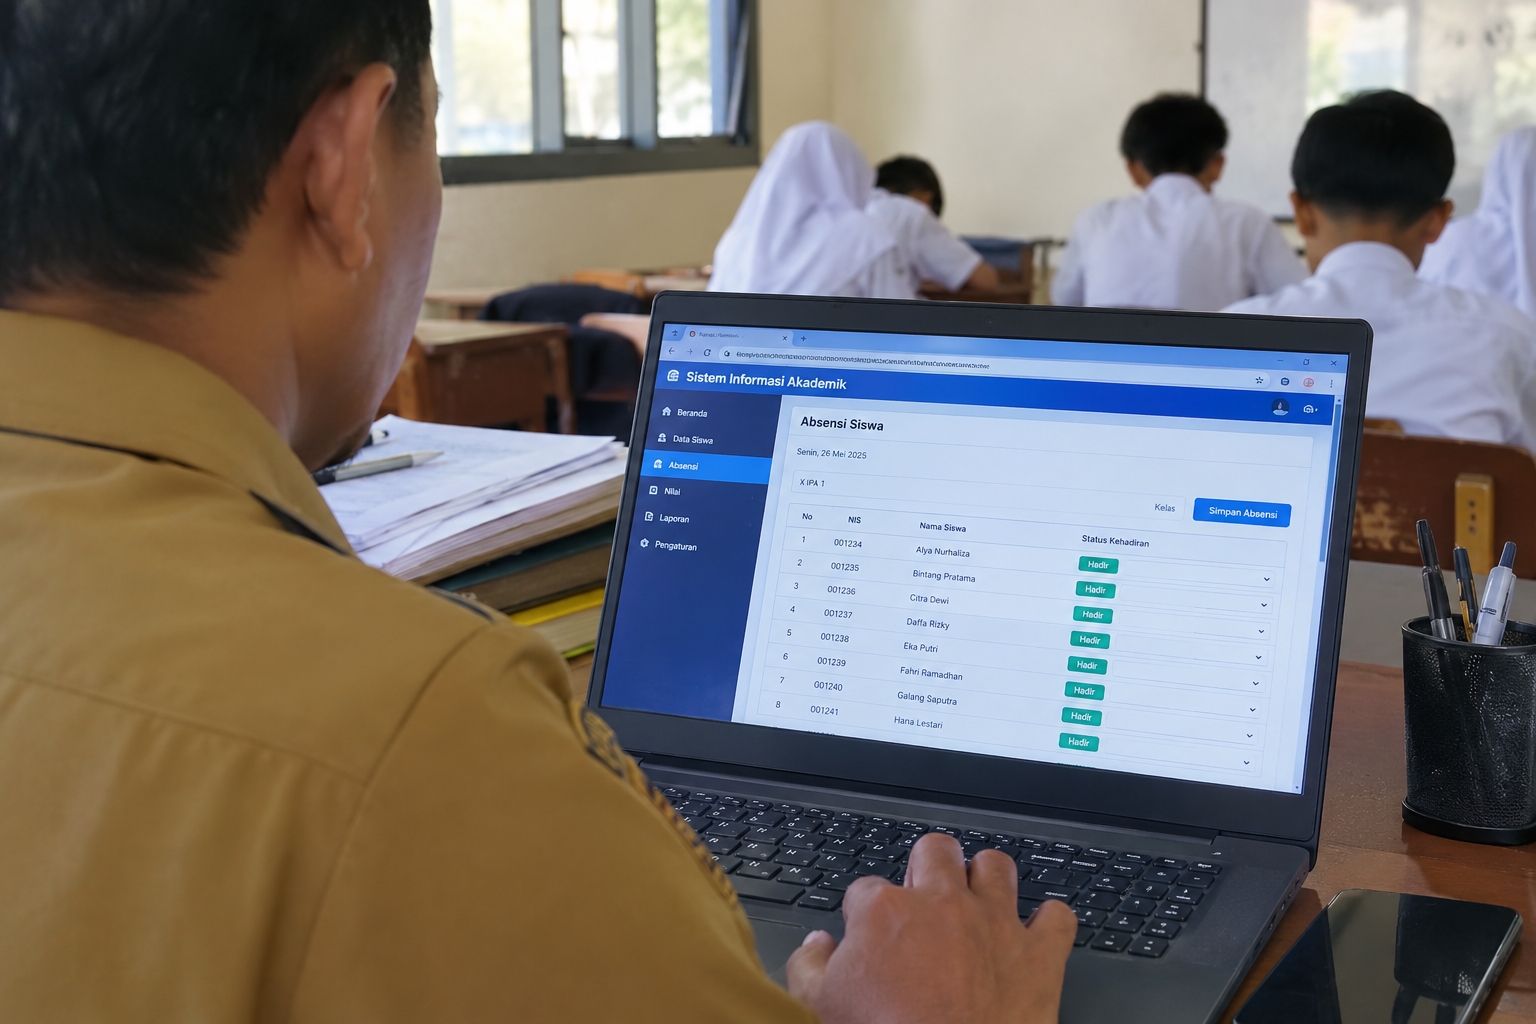 Sistem Informasi Akademik
Beranda
Data Siswa
Absensi
Nilai
Laporan
Pengaturan
Absensi Siswa
Senin, 26 Mei 2025
X IPA 1
Kelas
Simpan Absensi
No NIS Nama Siswa Status Kehadiran
1 001234 Alya Nurhaliza Hadir
2 001235 Bintang Pratama Hadir
3 001236 Citra Dewi Hadir
4 001237 Daffa Rizky Hadir
5 001238 Eka Putri Hadir
6 001239 Fahri Ramadhan Hadir
7 001240 Galang Saputra Hadir
8 001241 Hana Lestari Hadir